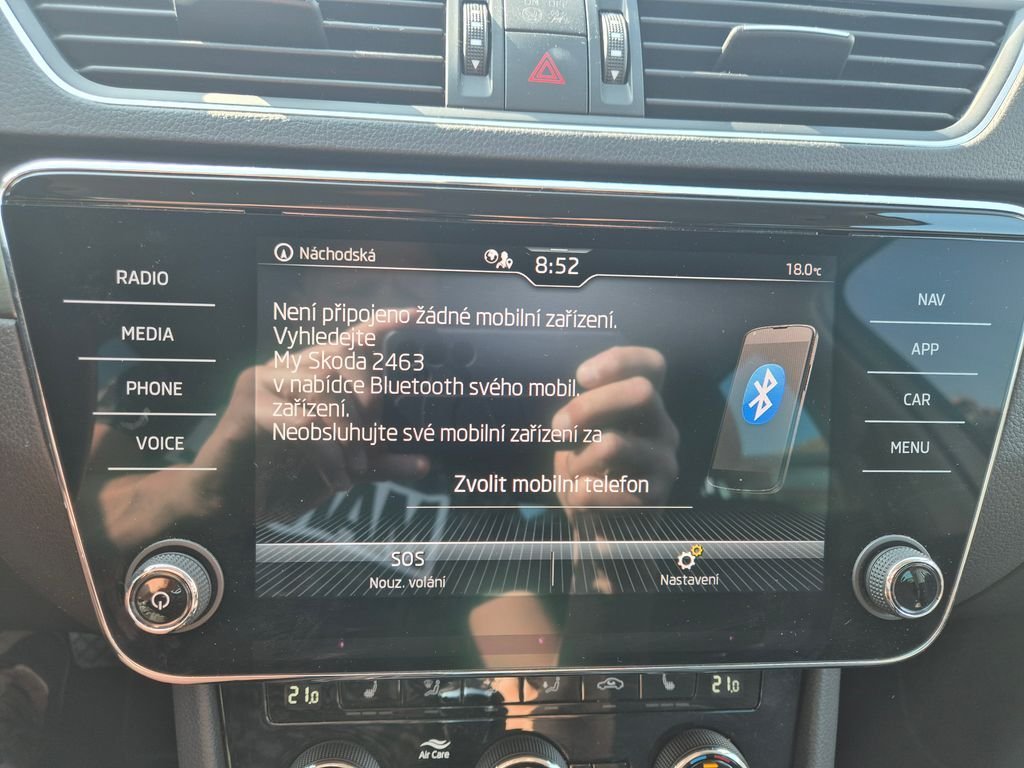 RADIO
MEDIA
PHONE
VOICE
Náchodská
8:52
18.0°C
Není připojeno žádné mobilní zařízení.
Vyhledejte
My Skoda 2463
v nabídce Bluetooth svého mobil.
zařízení.
Neobsluhujte své mobilní zařízení za
Zvolit mobilní telefon
SOS
Nouz. volání
Nastavení
NAV
APP
CAR
MENU
21.0
21.0
Air Care